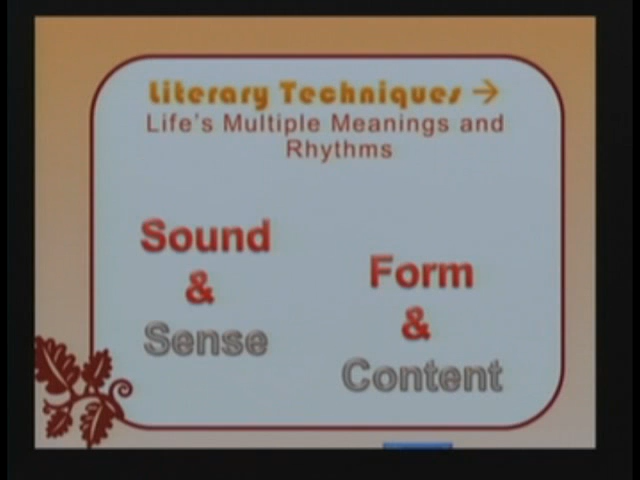 Literary Techniques →
Life's Multiple Meanings and
Rhythms
Sound
&
Sense
Form
&
Content